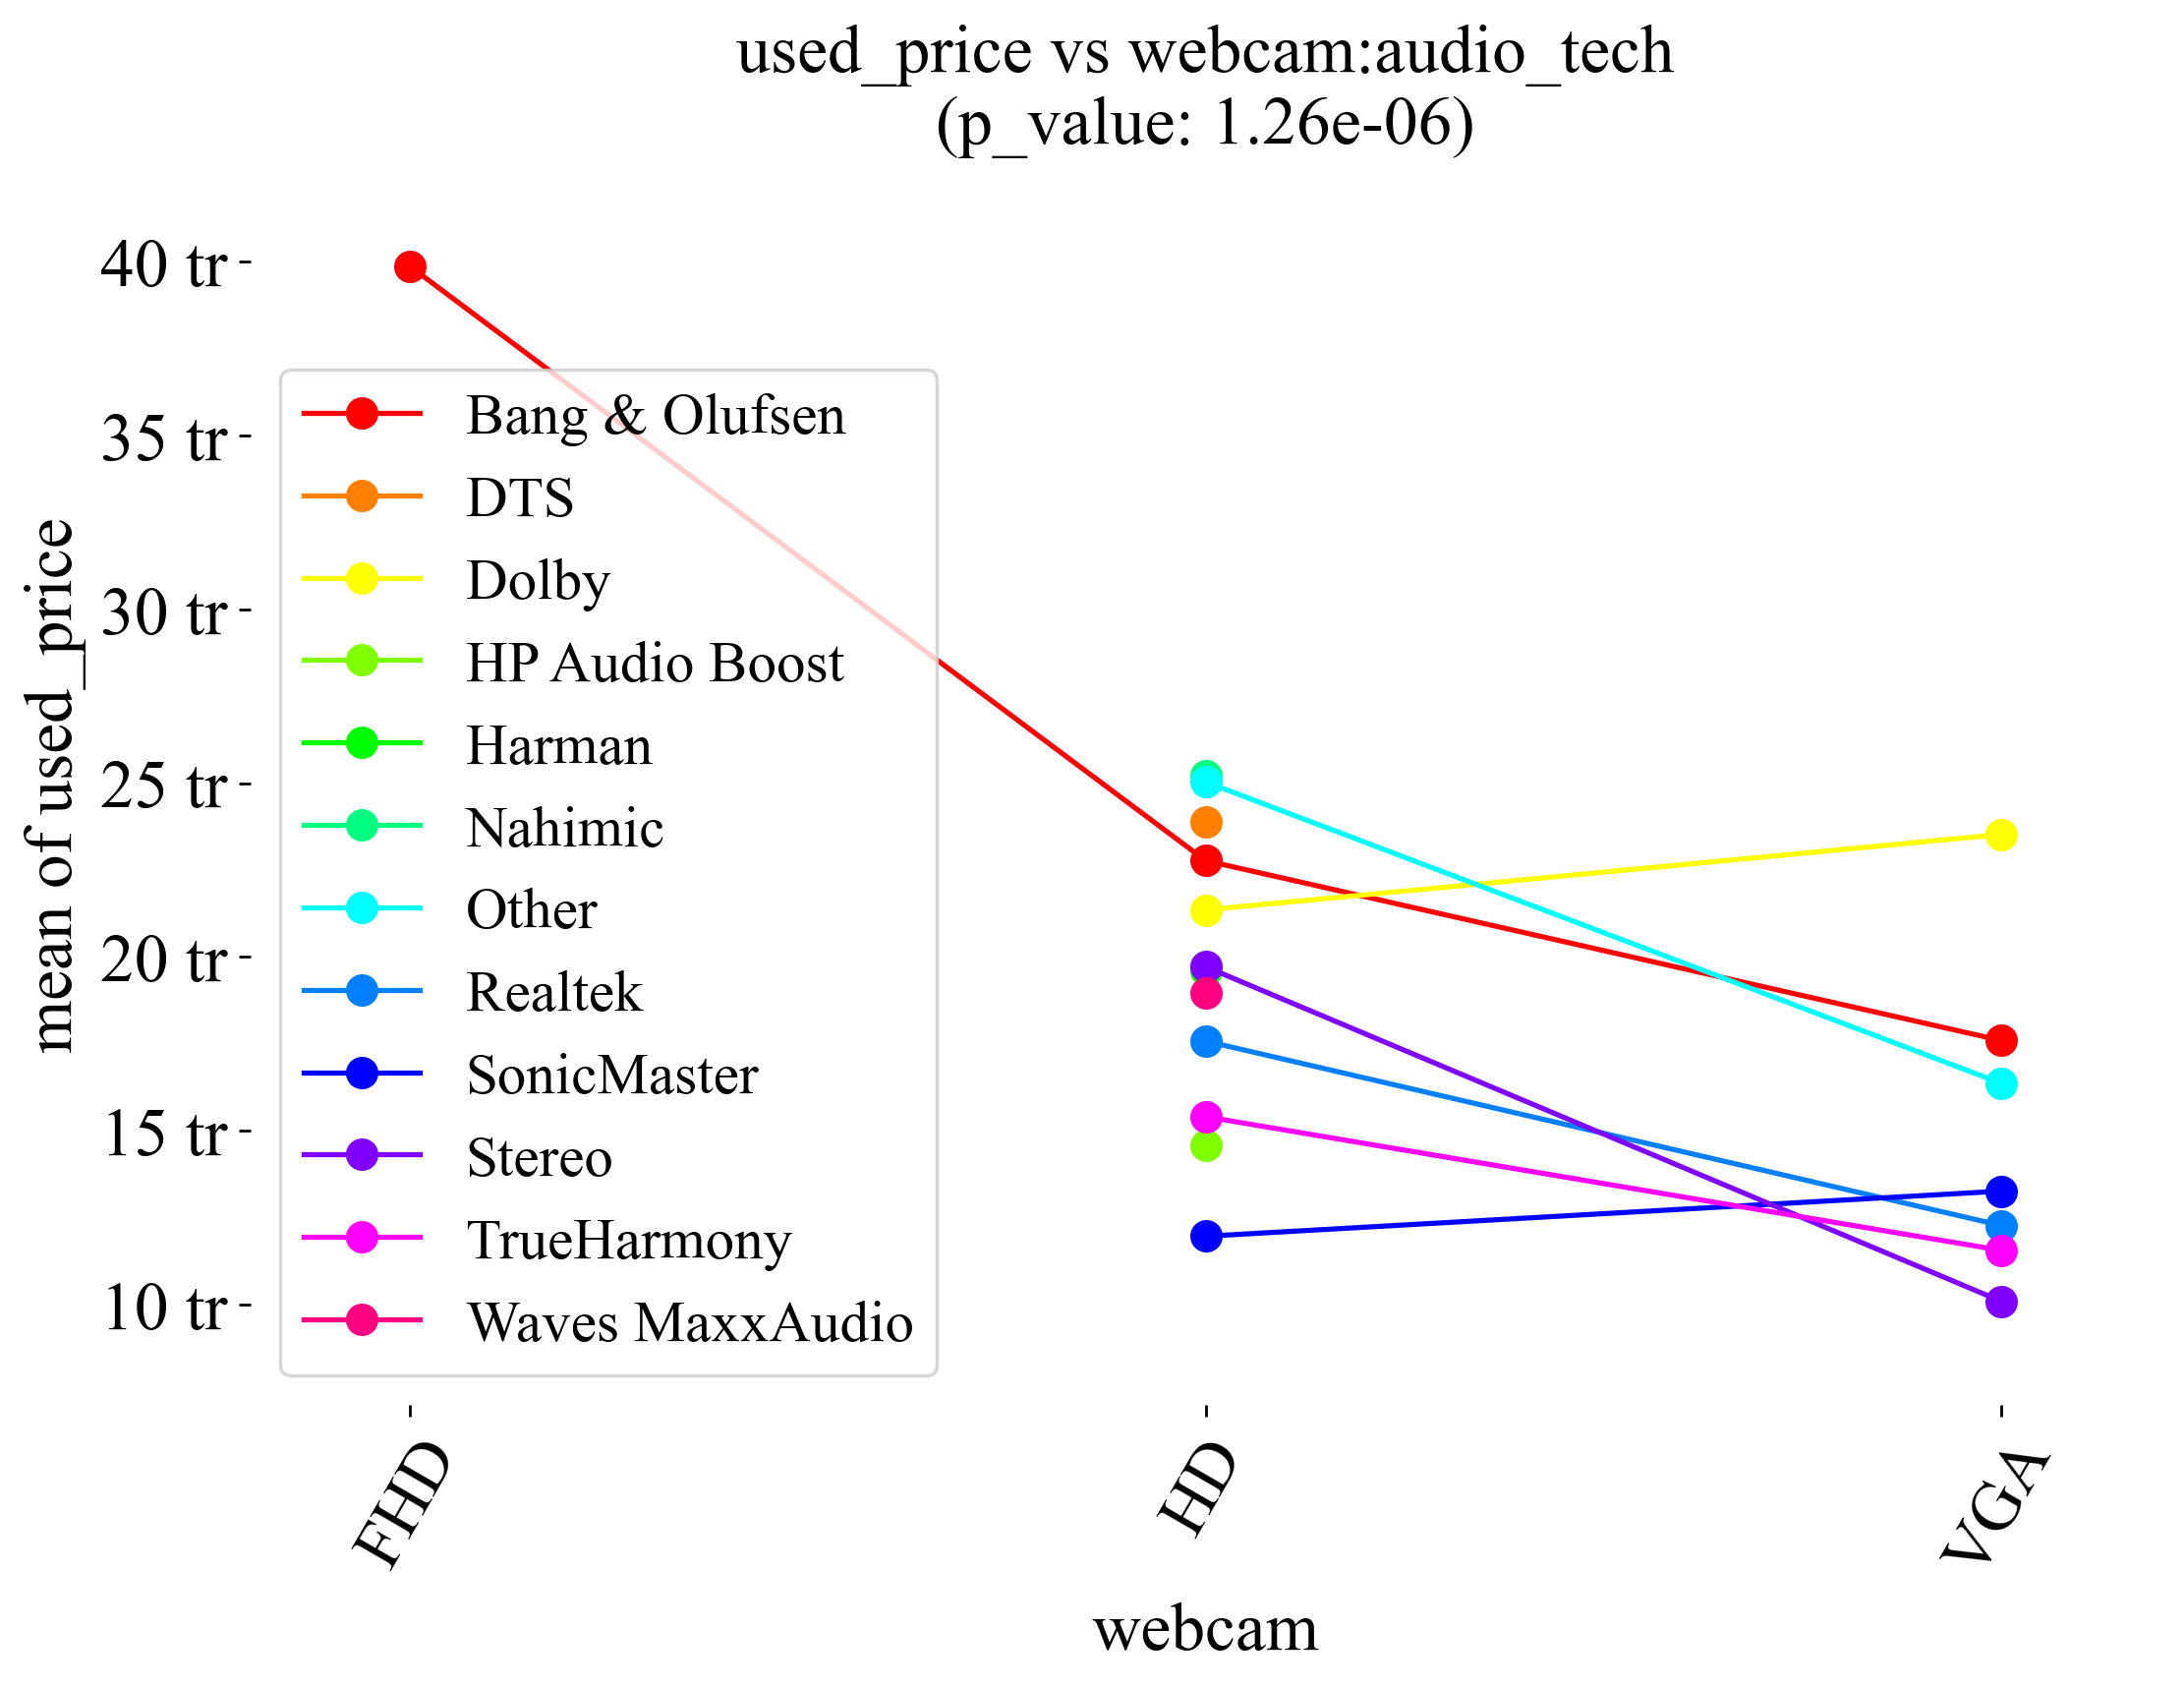 used_price vs webcam:audio_tech
(p_value: 1.26e-06)
mean of used_price
40 tr
35 tr
30 tr
25 tr
20 tr
15 tr
10 tr
Bang & Olufsen
DTS
Dolby
HP Audio Boost
Harman
Nahimic
Other
Realtek
SonicMaster
Stereo
TrueHarmony
Waves MaxxAudio
FHD
HD
VGA
webcam